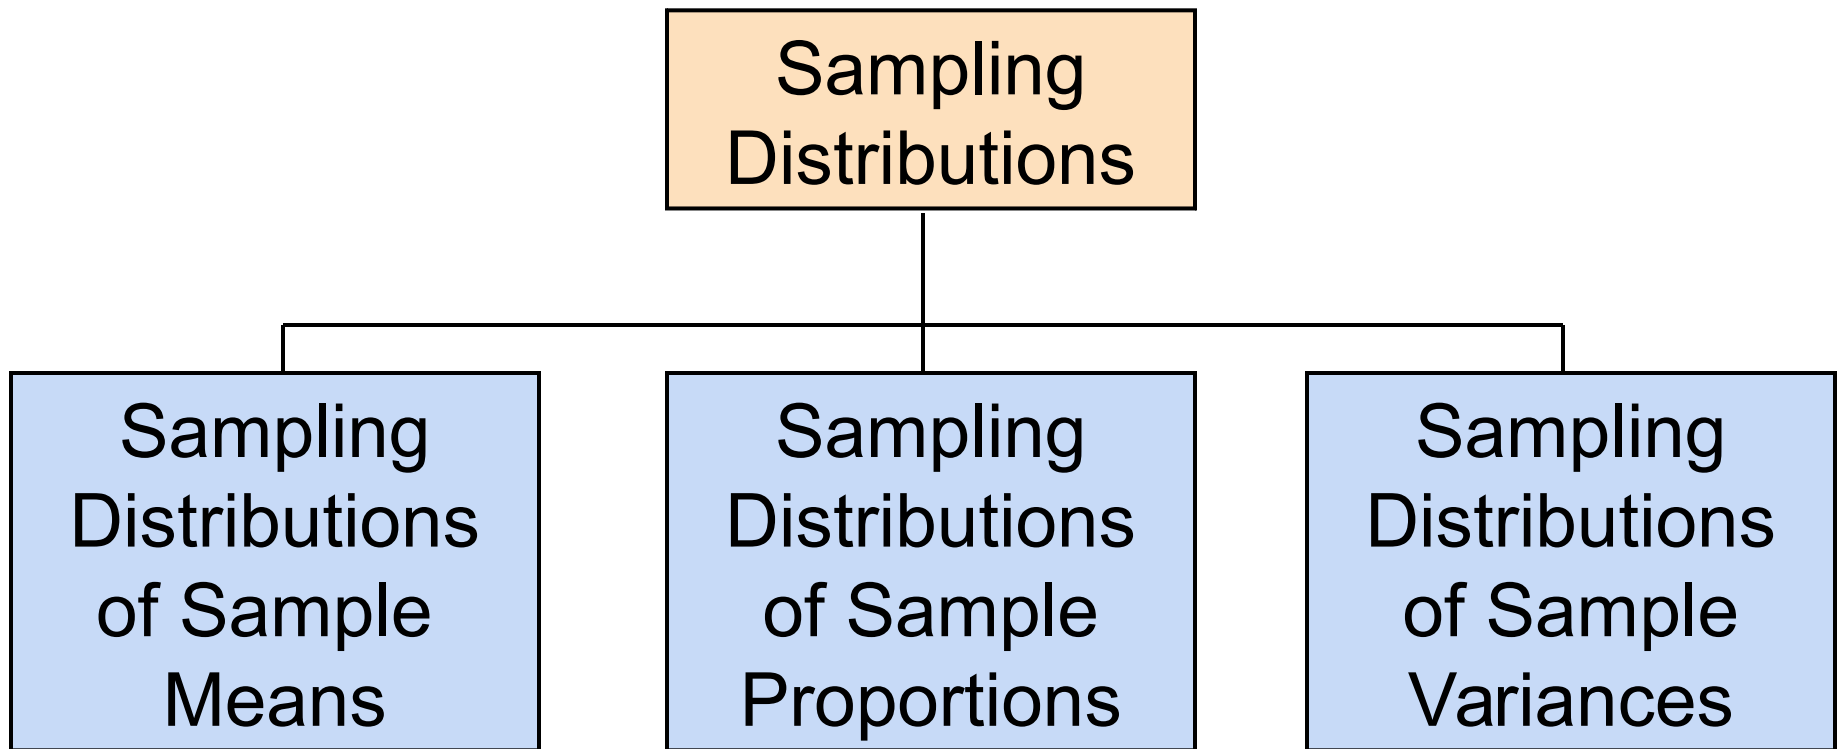 Sampling
Distributions
Sampling
Distributions
of Sample
Means
Sampling
Distributions
of Sample
Proportions
Sampling
Distributions
of Sample
Variances